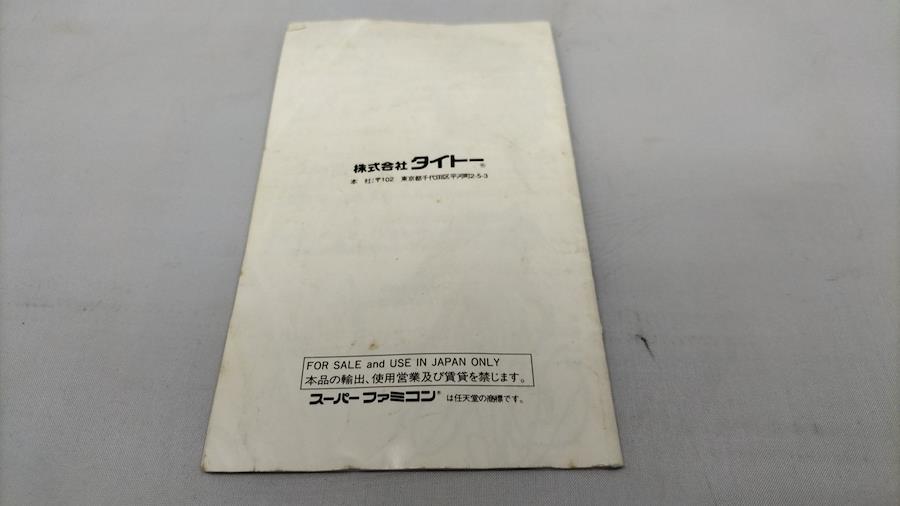 株式会社 タイトー®
本 社:〒102 東京都千代田区平河町2-5-3
FOR SALE and USE IN JAPAN ONLY
本品の輸出、使用営業及び賃貸を禁じます。
スーパーファミコン® は任天堂の商標です。